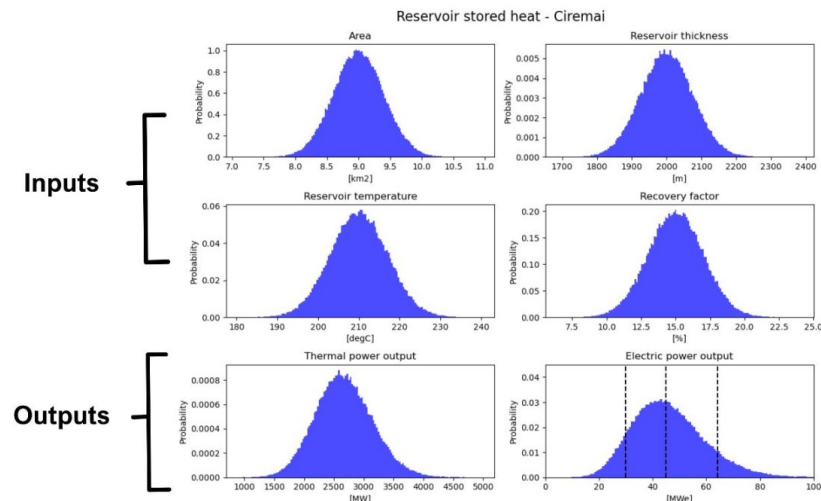 Reservoir stored heat - Ciremai
Area
Reservoir thickness
1.0
0.8
0.6
0.4
0.2
0.0
Probability
7.0 7.5 8.0 8.5 9.0 9.5 10.0 10.5 11.0
[km2]
0.005
0.004
0.003
0.002
0.001
0.000
Probability
1700 1800 1900 2000 2100 2200 2300 2400
[m]
Inputs
Reservoir temperature
Recovery factor
0.06
0.04
0.02
0.00
Probability
180 190 200 210 220 230 240
[degC]
0.20
0.15
0.10
0.05
0.00
Probability
7.5 10.0 12.5 15.0 17.5 20.0 22.5 25.0
[%]
Outputs
Thermal power output
Electric power output
0.0008
0.0006
0.0004
0.0002
0.0000
Probability
1000 1500 2000 2500 3000 3500 4000 4500 5000
[MW]
0.04
0.03
0.02
0.01
0.00
Probability
0 20 40 60 80 100
[MWe]